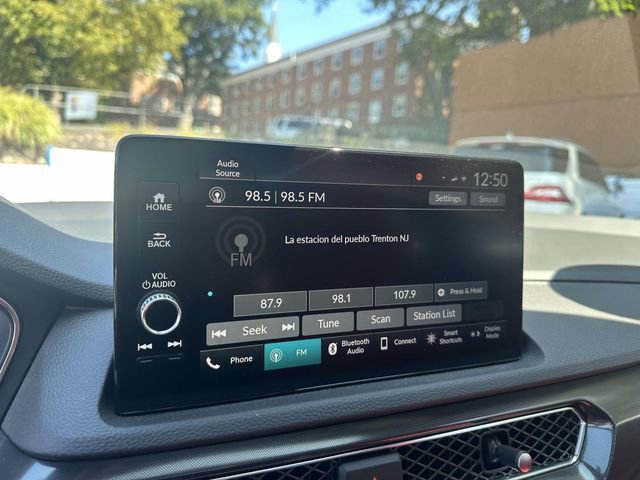 Audio
Source
12:50
HOME
98.5 | 98.5 FM
Settings
Sound
BACK
FM
La estacion del pueblo Trenton NJ
VOL
AUDIO
87.9
98.1
107.9
Press & Hold
Seek
Tune
Scan
Station List
Phone
FM
Bluetooth
Audio
Connect
Smart
Shortcuts
Display
Mode